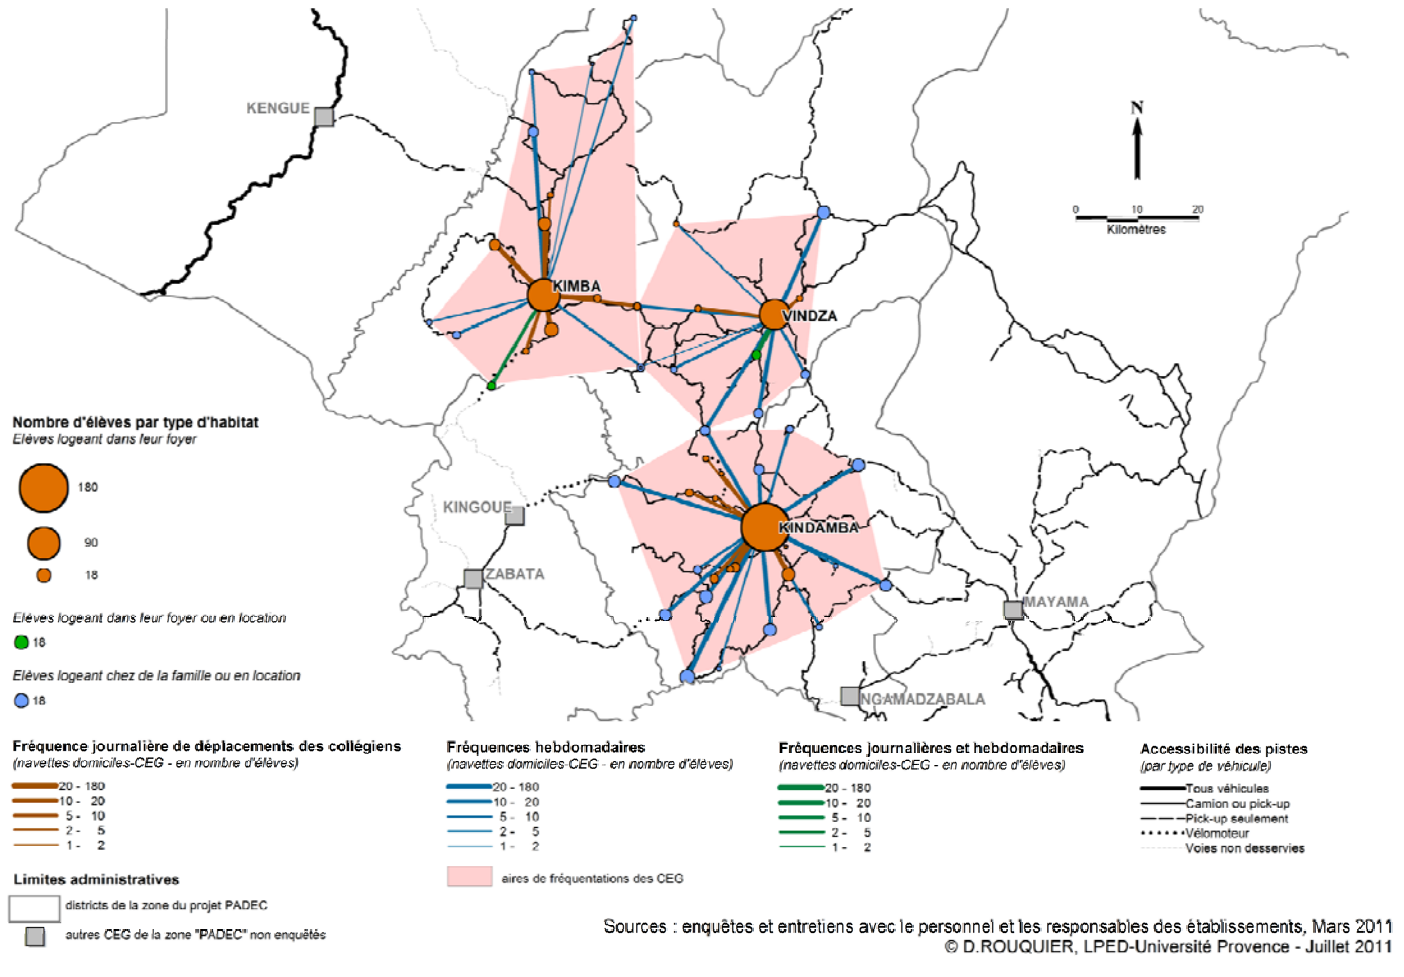 KENGUE
N
0 10 20
Kilomètres
KIMBA
VINDZA
Nombre d'élèves par type d'habitat
Elèves logeant dans leur foyer
180
90
18
KINGOUE
KINDAMBA
ZABATA
MAYAMA
Elèves logeant dans leur foyer ou en location
18
Elèves logeant chez de la famille ou en location
18
NGAMADZABALA
Fréquence journalière de déplacements des collégiens
(navettes domiciles-CEG - en nombre d'élèves)
20 - 180
10 - 20
5 - 10
2 - 5
1 - 2
Fréquences hebdomadaires
(navettes domiciles-CEG - en nombre d'élèves)
20 - 180
10 - 20
5 - 10
2 - 5
1 - 2
aires de fréquentations des CEG
Fréquences journalières et hebdomadaires
(navettes domiciles-CEG - en nombre d'élèves)
20 - 180
10 - 20
5 - 10
2 - 5
1 - 2
Accessibilité des pistes
(par type de véhicule)
Tous véhicules
Camion ou pick-up
Pick-up seulement
Vélomoteur
Voies non desservies
Limites administratives
districts de la zone du projet PADEC
autres CEG de la zone "PADEC" non enquêtés
Sources : enquêtes et entretiens avec le personnel et les responsables des établissements, Mars 2011
© D.ROUQUIER, LPED-Université Provence - Juillet 2011